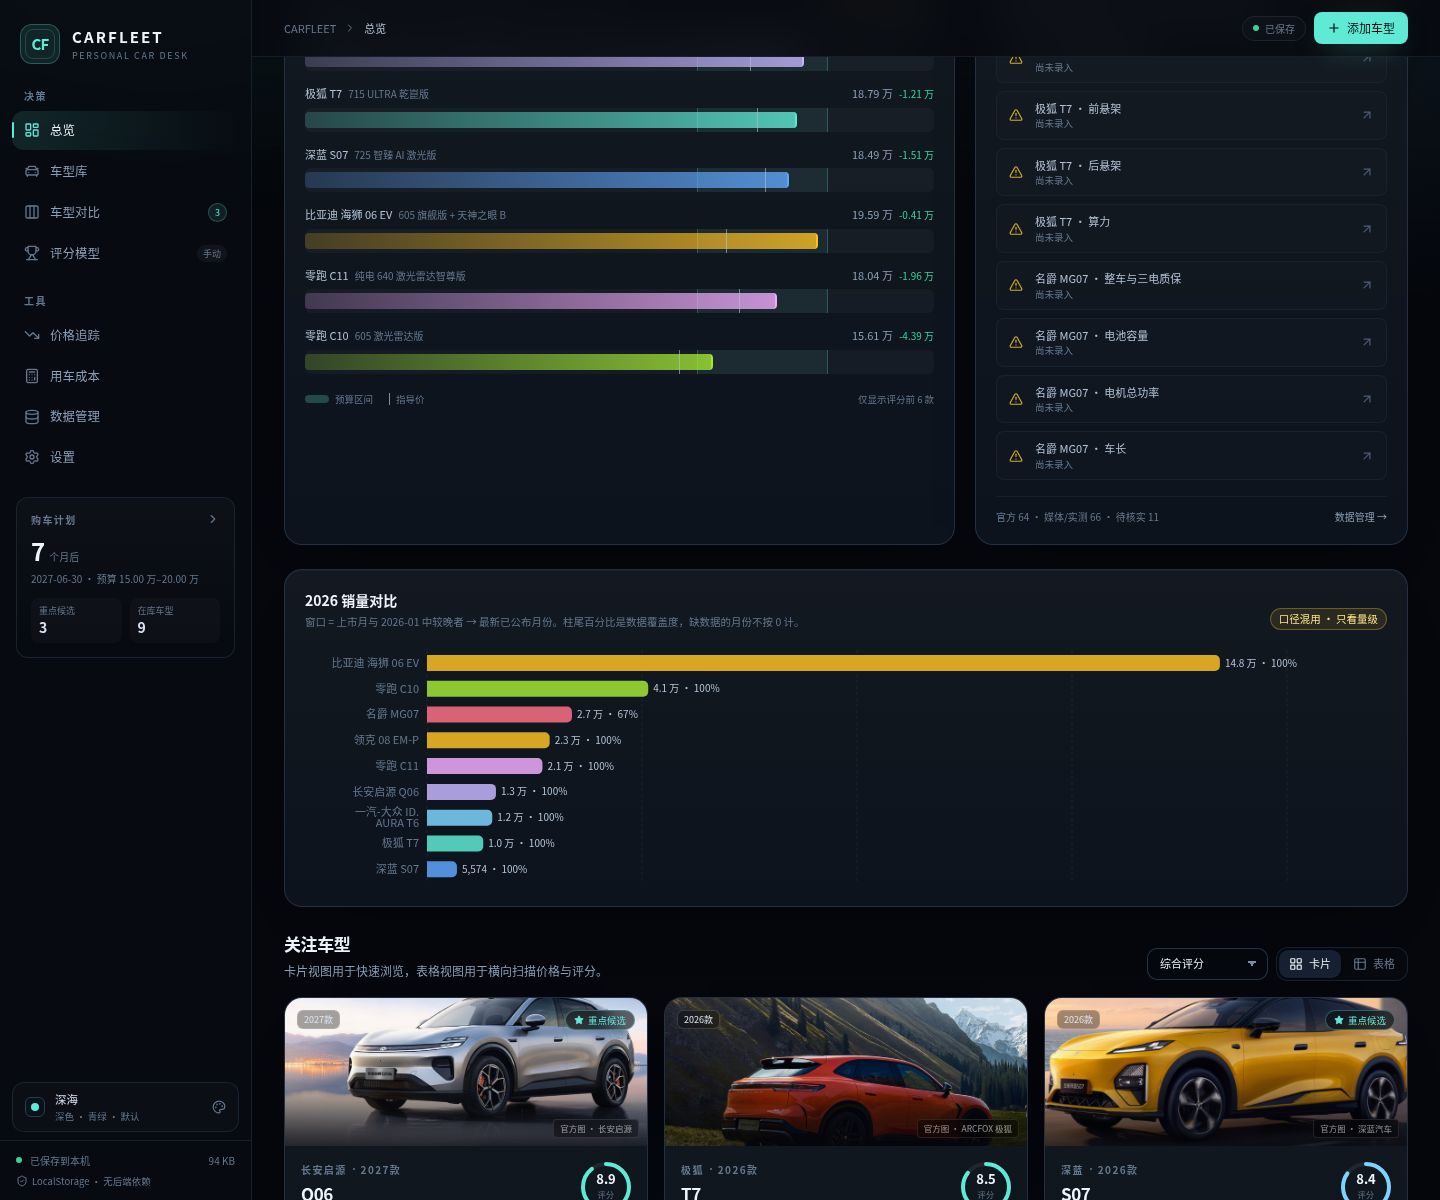 CF
CARFLEET
PERSONAL CAR DESK
决策
总览
车型库
车型对比
3
评分模型
手动
工具
价格追踪
用车成本
数据管理
设置
购车计划
7 个月后
2027-06-30 · 预算 15.00 万–20.00 万
重点候选
3
在库车型
9
深海
深色 · 青绿 · 默认
已保存到本机
94 KB
LocalStorage · 无后端依赖
CARFLEET > 总览
已保存
+ 添加车型
极狐 T7 715 ULTRA 乾崑版
18.79 万 -1.21 万
深蓝 S07 725 智臻 AI 激光版
18.49 万 -1.51 万
比亚迪 海狮 06 EV 605 旗舰版 + 天神之眼 B
19.59 万 -0.41 万
零跑 C11 纯电 640 激光雷达智尊版
18.04 万 -1.96 万
零跑 C10 605 激光雷达版
15.61 万 -4.39 万
预算区间
指导价
仅显示评分前 6 款
尚未录入
极狐 T7 · 前悬架
尚未录入
极狐 T7 · 后悬架
尚未录入
极狐 T7 · 算力
尚未录入
名爵 MG07 · 整车与三电质保
尚未录入
名爵 MG07 · 电池容量
尚未录入
名爵 MG07 · 电机总功率
尚未录入
名爵 MG07 · 车长
尚未录入
官方 64 · 媒体/实测 66 · 待核实 11
数据管理 →
2026 销量对比
窗口 = 上市月与 2026-01 中较晚者 → 最新已公布月份。柱尾百分比是数据覆盖度，缺数据的月份不按 0 计。
口径混用 · 只看量级
比亚迪 海狮 06 EV
14.8 万 · 100%
零跑 C10
4.1 万 · 100%
名爵 MG07
2.7 万 · 67%
领克 08 EM-P
2.3 万 · 100%
零跑 C11
2.1 万 · 100%
长安启源 Q06
1.3 万 · 100%
一汽-大众 ID.
AURA T6
1.2 万 · 100%
极狐 T7
1.0 万 · 100%
深蓝 S07
5,574 · 100%
关注车型
卡片视图用于快速浏览，表格视图用于横向扫描价格与评分。
综合评分
卡片
表格
2027款
重点候选
官方图 · 长安启源
长安启源 · 2027款
Q06
8.9
评分
2026款
官方图 · ARCFOX 极狐
极狐 · 2026款
T7
8.5
评分
2026款
重点候选
官方图 · 深蓝汽车
深蓝 · 2026款
S07
8.4
评分